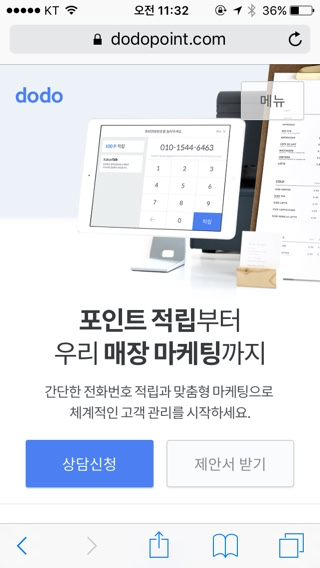 KT 오전 11:32 36%
dodopoint.com
dodo
메뉴
100 P 적립
010-1544-6463
1 2 3
4 5 6
7 8 9
0 적립
포인트 적립부터
우리 매장 마케팅까지
간단한 전화번호 적립과 맞춤형 마케팅으로
체계적인 고객 관리를 시작하세요.
상담신청
제안서 받기